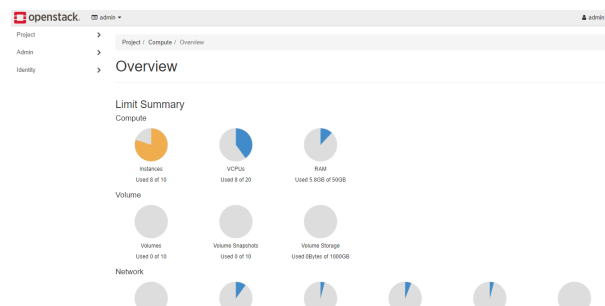 openstack. admin admin
Project
Admin
Identity
Project / Compute / Overview
Overview
Limit Summary
Compute
Instances VCPUs RAM
Used 8 of 10 Used 8 of 20 Used 5.8GB of 50GB
Volume
Volumes Volume Snapshots Volume Storage
Used 0 of 10 Used 0 of 10 Used 0Bytes of 1000GB
Network